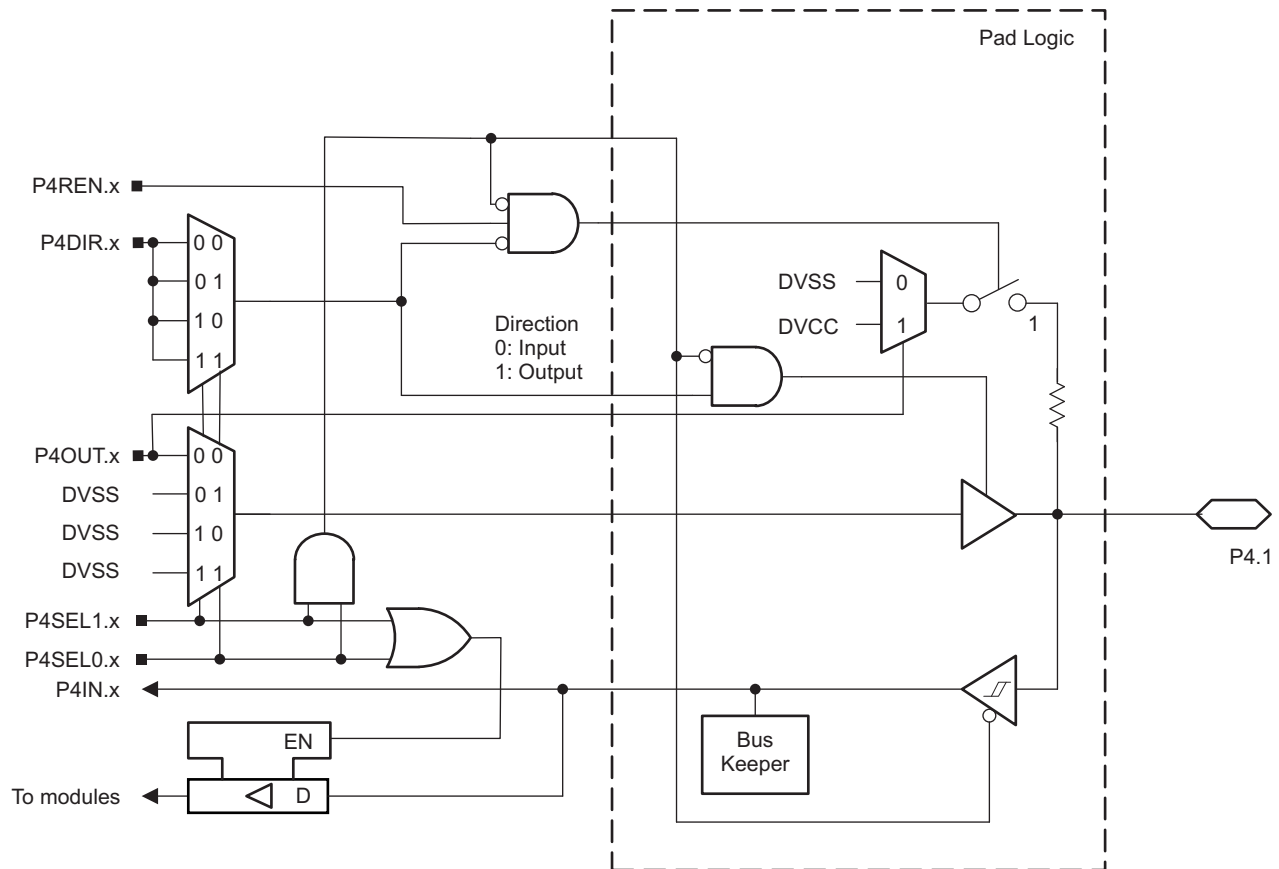 Pad Logic
P4REN.x
P4DIR.x
0 0
0 1
1 0
1 1
DVSS
0
DVCC
1
1
Direction
0: Input
1: Output
P4OUT.x
0 0
DVSS
0 1
DVSS
1 0
DVSS
1 1
P4.1
P4SEL1.x
P4SEL0.x
P4IN.x
EN
Bus
Keeper
To modules
D